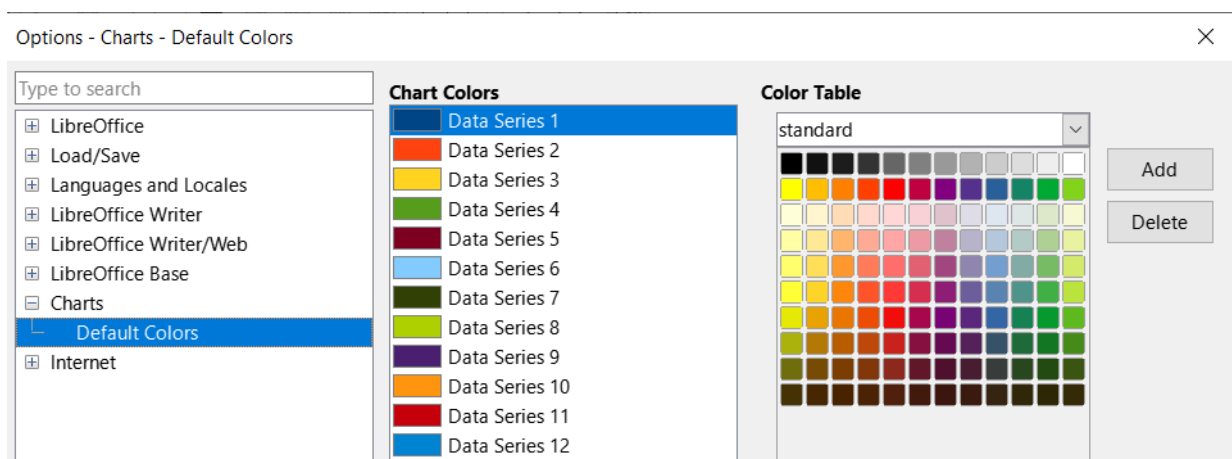 Options - Charts - Default Colors
Type to search
LibreOffice
Load/Save
Languages and Locales
LibreOffice Writer
LibreOffice Writer/Web
LibreOffice Base
Charts
Default Colors
Internet
Chart Colors
Data Series 1
Data Series 2
Data Series 3
Data Series 4
Data Series 5
Data Series 6
Data Series 7
Data Series 8
Data Series 9
Data Series 10
Data Series 11
Data Series 12
Color Table
standard
Add
Delete